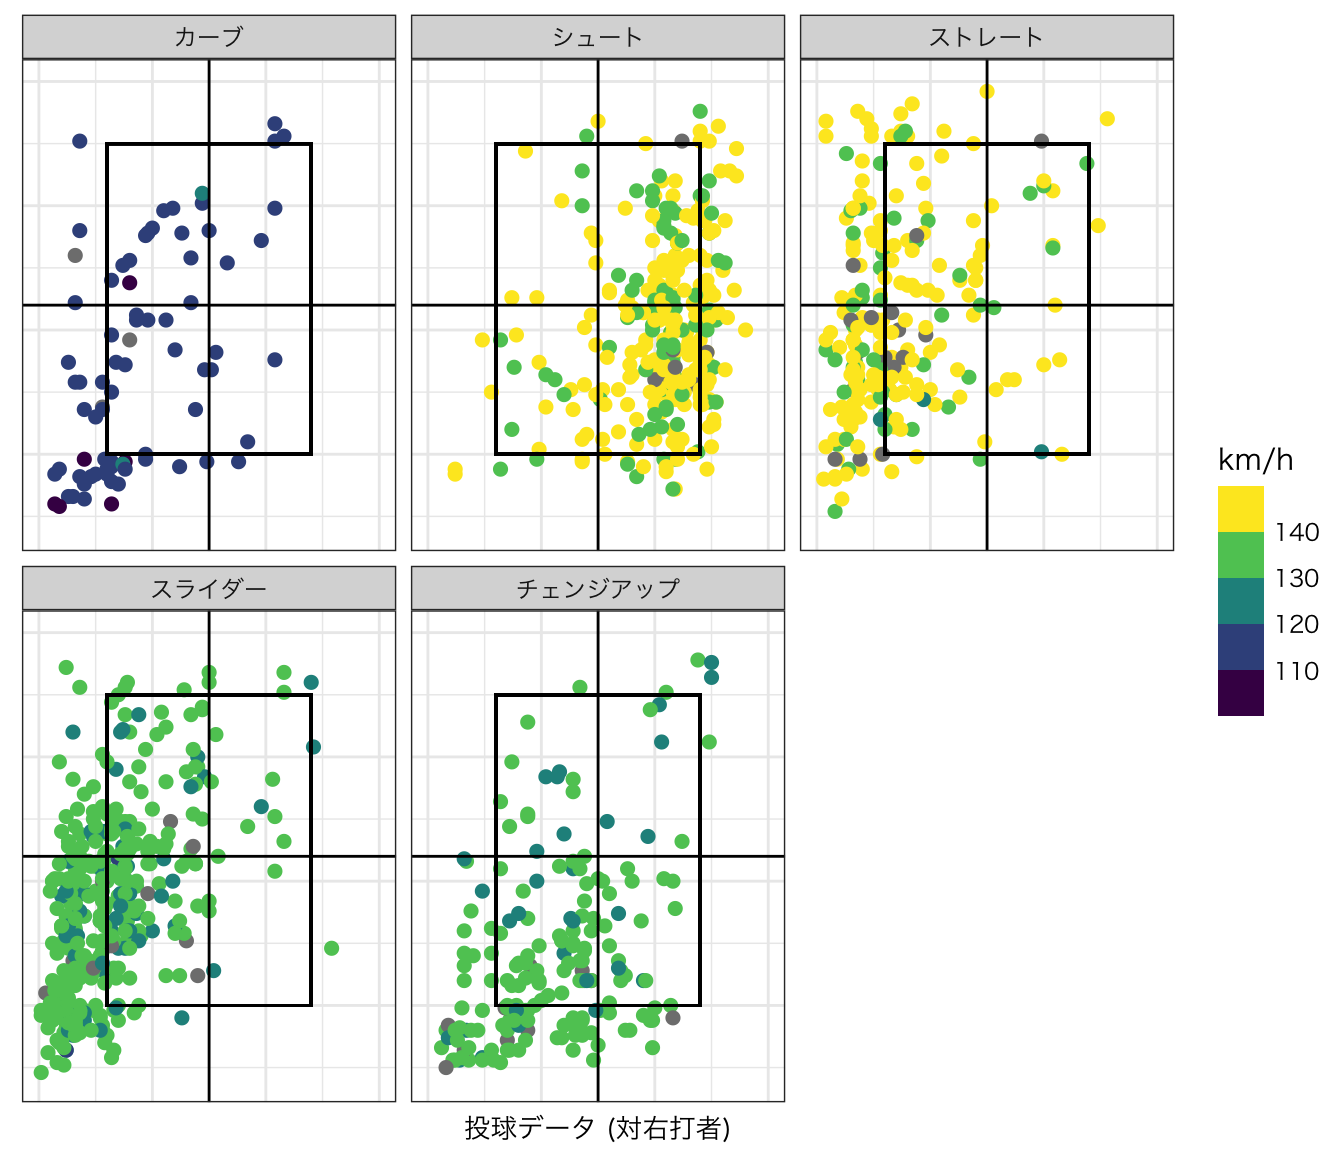 カーブ
シュート
ストレート
スライダー
チェンジアップ
km/h
140
130
120
110
投球データ (対右打者)